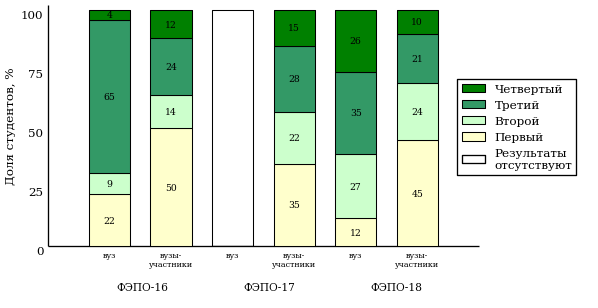 100
75
50
25
0
Доля студентов, %
4
65
9
22
12
24
14
50
15
28
22
35
26
35
27
12
10
21
24
45
вуз
вузы-
участники
вуз
вузы-
участники
вуз
вузы-
участники
ФЭПО-16
ФЭПО-17
ФЭПО-18
Четвертый
Третий
Второй
Первый
Результаты
отсутствуют